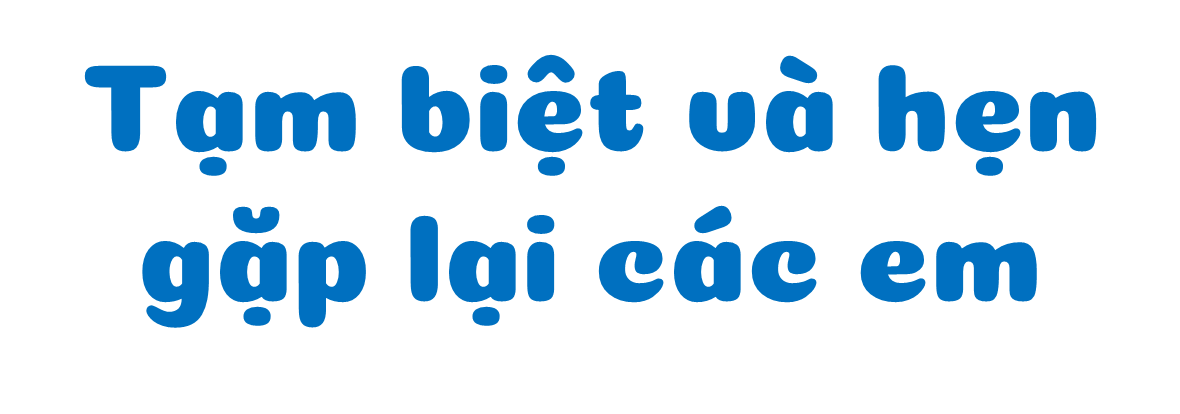 Tạm biệt và hẹn
gặp lại các em